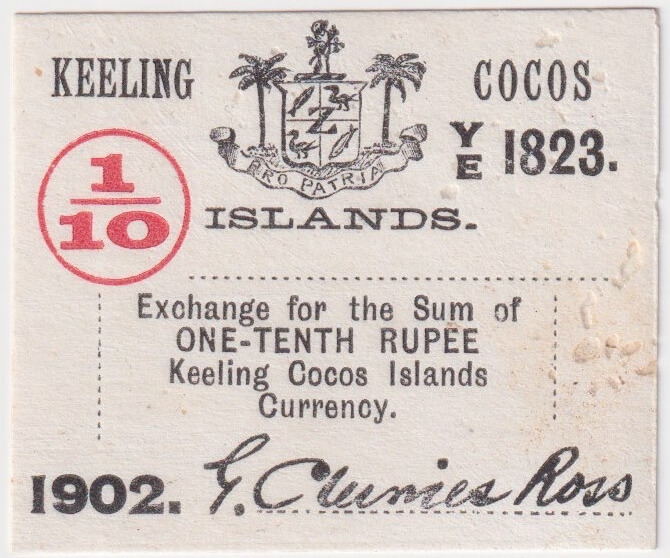 KEELING COCOS
YE 1823.
Z
PRO PATRIA
1/10
ISLANDS.
Exchange for the Sum of
ONE-TENTH RUPEE
Keeling Cocos Islands
Currency.
1902. G. Clunies Ross